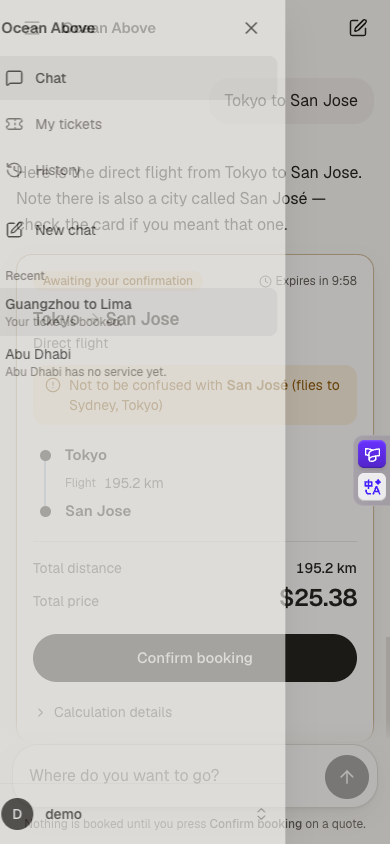 Ocean Above
Ocean Above
Chat
Tokyo to San Jose
My tickets
History
Here is the direct flight from Tokyo to San Jose.
Note there is also a city called San José —
check the card if you meant that one.
New chat
Recent
Awaiting your confirmation
Expires in 9:58
Guangzhou to Lima
Your ticket is booked.
Tokyo → San Jose
Direct flight
Abu Dhabi
Abu Dhabi has no service yet.
Not to be confused with San José (flies to
Sydney, Tokyo)
Tokyo
Flight 195.2 km
San Jose
Total distance 195.2 km
Total price $25.38
Confirm booking
Calculation details
Where do you want to go?
D demo
Nothing is booked until you press Confirm booking on a quote.